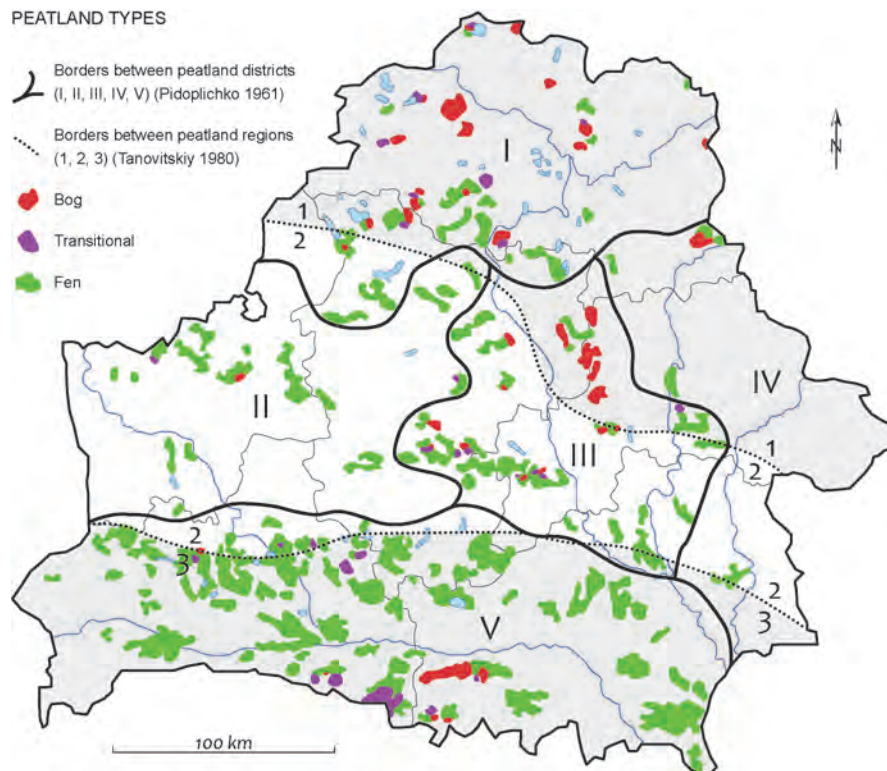 PEATLAND TYPES
Borders between peatland districts
(I, II, III, IV, V) (Pidoplichko 1961)
Borders between peatland regions
(1, 2, 3) (Tanovitskiy 1980)
Bog
Transitional
Fen
N
I
1
2
IV
II
III
1
2
2
3
2
3
V
100 km